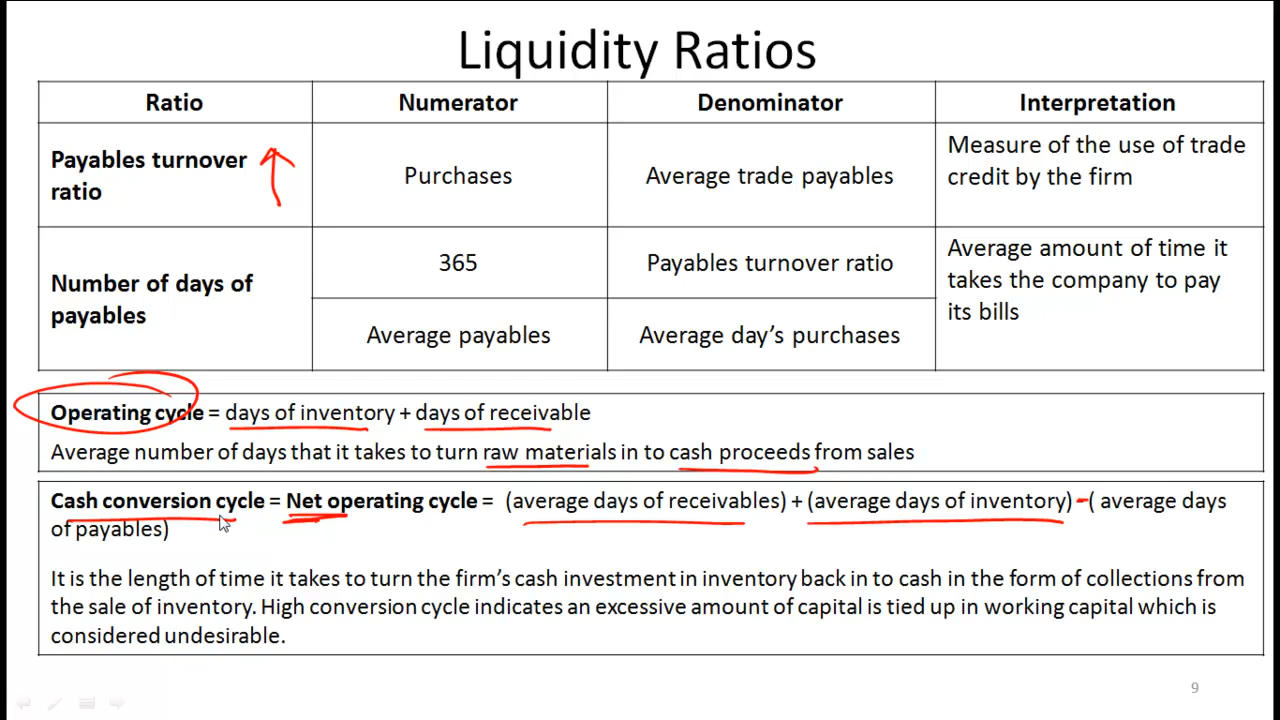 Liquidity Ratios
Ratio Numerator Denominator Interpretation
Payables turnover
ratio
Purchases
Average trade payables
Measure of the use of trade
credit by the firm
Number of days of
payables
365
Payables turnover ratio
Average payables
Average day’s purchases
Average amount of time it
takes the company to pay
its bills
Operating cycle = days of inventory + days of receivable
Average number of days that it takes to turn raw materials in to cash proceeds from sales
Cash conversion cycle = Net operating cycle = (average days of receivables) + (average days of inventory) -( average days
of payables)
It is the length of time it takes to turn the firm’s cash investment in inventory back in to cash in the form of collections from
the sale of inventory. High conversion cycle indicates an excessive amount of capital is tied up in working capital which is
considered undesirable.
9